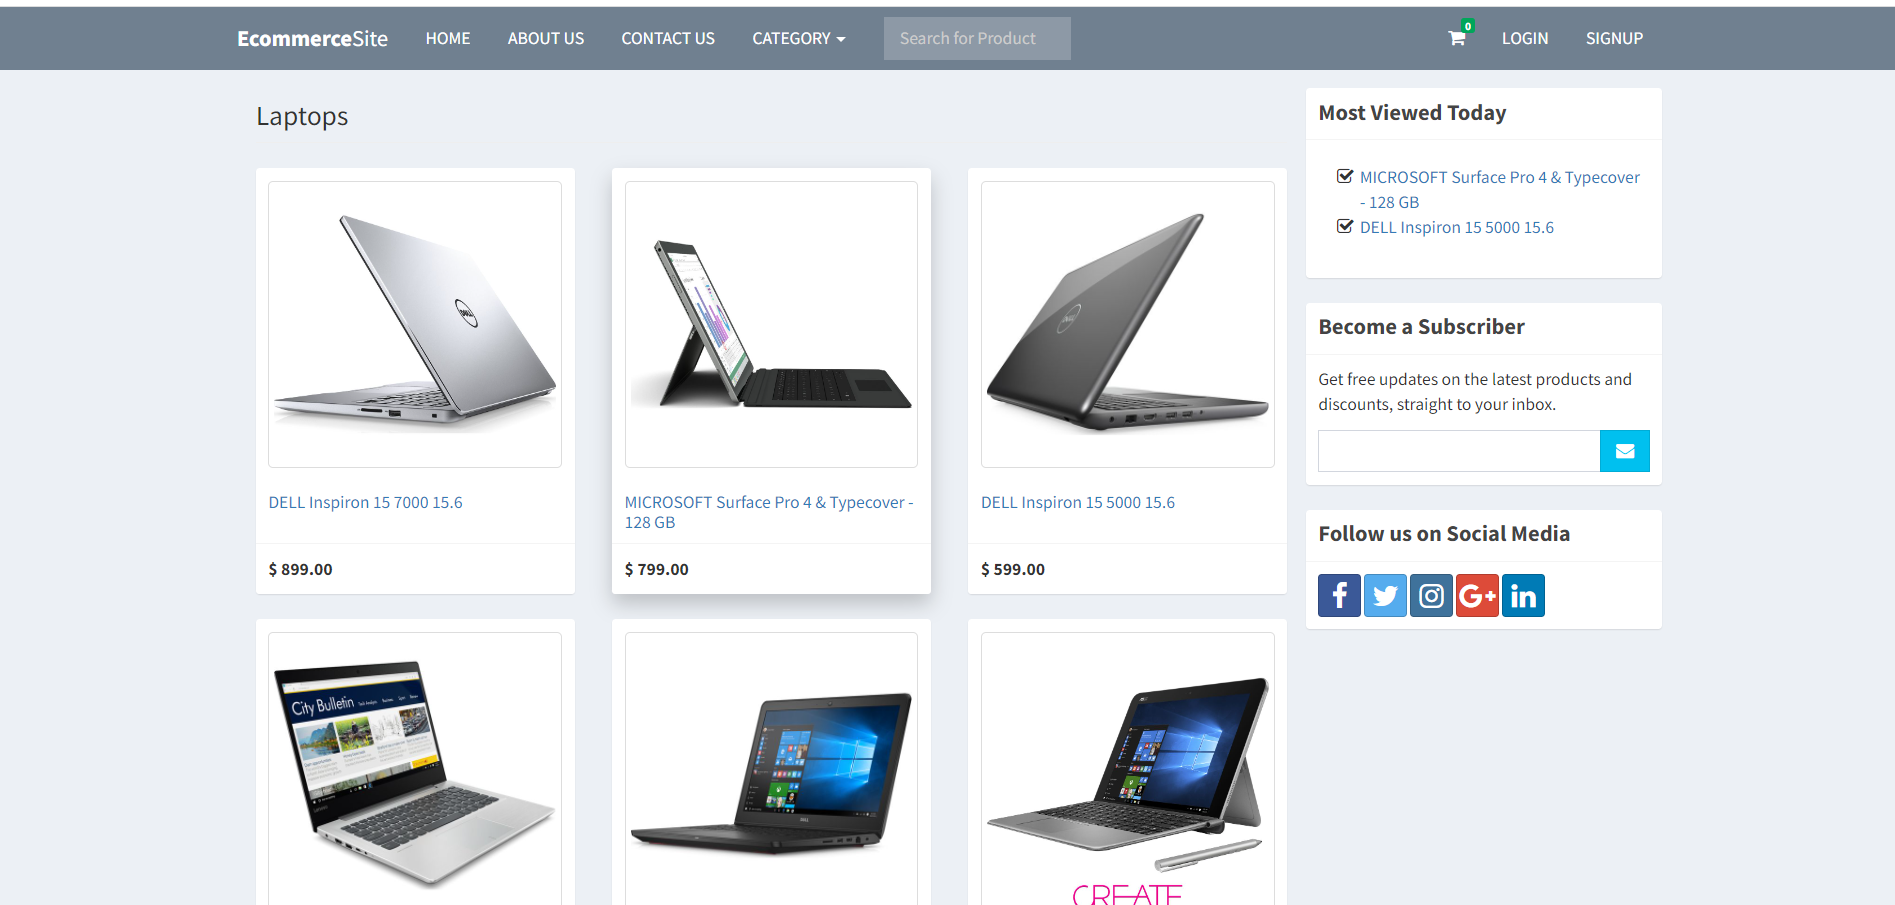 EcommerceSite HOME ABOUT US CONTACT US CATEGORY Search for Product 0 LOGIN SIGNUP
Laptops
DELL Inspiron 15 7000 15.6
$ 899.00
MICROSOFT Surface Pro 4 & Typecover -
128 GB
$ 799.00
DELL Inspiron 15 5000 15.6
$ 599.00
City Bulletin
CREATE
Most Viewed Today
MICROSOFT Surface Pro 4 & Typecover
- 128 GB
DELL Inspiron 15 5000 15.6
Become a Subscriber
Get free updates on the latest products and
discounts, straight to your inbox.
Follow us on Social Media